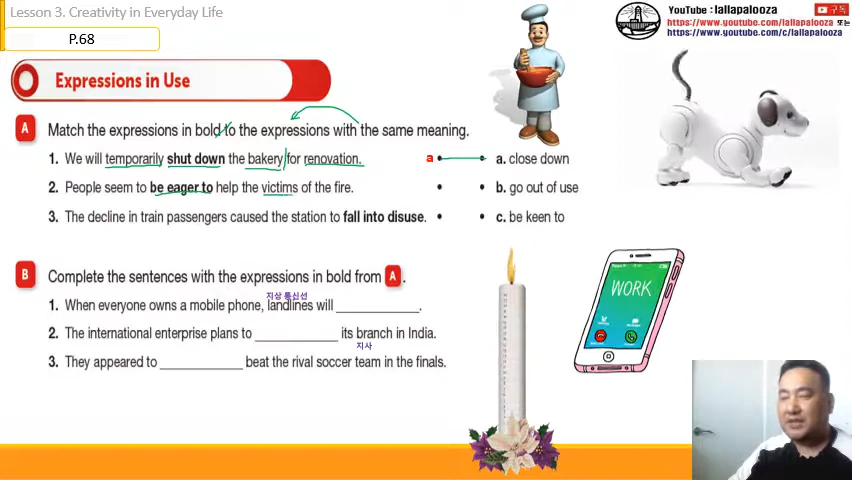 Lesson 3. Creativity in Everyday Life
P.68
YouTube : lallapalooza
구독
https://www.youtube.com/lallapalooza 또는
https://www.youtube.com/c/lallapalooza
Expressions in Use
A Match the expressions in bold to the expressions with the same meaning.
1. We will temporarily shut down the bakery for renovation. a • • a. close down
2. People seem to be eager to help the victims of the fire. • • b. go out of use
3. The decline in train passengers caused the station to fall into disuse. • • c. be keen to
B Complete the sentences with the expressions in bold from A.
지상 통신선
1. When everyone owns a mobile phone, landlines will ______________.
2. The international enterprise plans to ______________ its branch in India.
지사
3. They appeared to ______________ beat the rival soccer team in the finals.
WORK